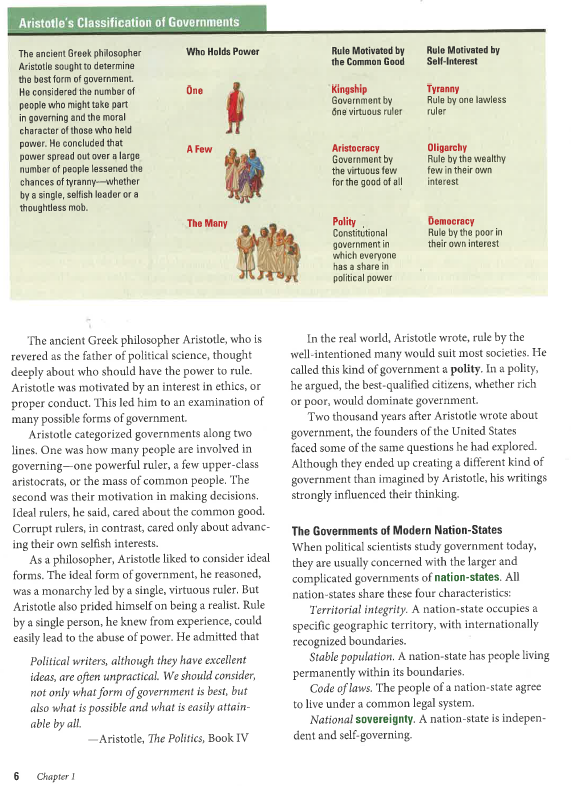 Aristotle's Classification of Governments
The ancient Greek philosopher
Aristotle sought to determine
the best form of government.
He considered the number of
people who might take part
in governing and the moral
character of those who held
power. He concluded that
power spread out over a large
number of people lessened the
chances of tyranny—whether
by a single, selfish leader or a
thoughtless mob.
Who Holds Power
Rule Motivated by
the Common Good
Rule Motivated by
Self-Interest
One
Kingship
Government by
one virtuous ruler
Tyranny
Rule by one lawless
ruler
A Few
Aristocracy
Government by
the virtuous few
for the good of all
Oligarchy
Rule by the wealthy
few in their own
interest
The Many
Polity
Constitutional
government in
which everyone
has a share in
political power
Democracy
Rule by the poor in
their own interest
The ancient Greek philosopher Aristotle, who is
revered as the father of political science, thought
deeply about who should have the power to rule.
Aristotle was motivated by an interest in ethics, or
proper conduct. This led him to an examination of
many possible forms of government.
Aristotle categorized governments along two
lines. One was how many people are involved in
governing—one powerful ruler, a few upper-class
aristocrats, or the mass of common people. The
second was their motivation in making decisions.
Ideal rulers, he said, cared about the common good.
Corrupt rulers, in contrast, cared only about advanc-
ing their own selfish interests.
As a philosopher, Aristotle liked to consider ideal
forms. The ideal form of government, he reasoned,
was a monarchy led by a single, virtuous ruler. But
Aristotle also prided himself on being a realist. Rule
by a single person, he knew from experience, could
easily lead to the abuse of power. He admitted that
Political writers, although they have excellent
ideas, are often unpractical. We should consider,
not only what form of government is best, but
also what is possible and what is easily attain-
able by all.
—Aristotle, The Politics, Book IV
In the real world, Aristotle wrote, rule by the
well-intentioned many would suit most societies. He
called this kind of government a polity. In a polity,
he argued, the best-qualified citizens, whether rich
or poor, would dominate government.
Two thousand years after Aristotle wrote about
government, the founders of the United States
faced some of the same questions he had explored.
Although they ended up creating a different kind of
government than imagined by Aristotle, his writings
strongly influenced their thinking.
The Governments of Modern Nation-States
When political scientists study government today,
they are usually concerned with the larger and
complicated governments of nation-states. All
nation-states share these four characteristics:
Territorial integrity. A nation-state occupies a
specific geographic territory, with internationally
recognized boundaries.
Stable population. A nation-state has people living
permanently within its boundaries.
Code of laws. The people of a nation-state agree
to live under a common legal system.
National sovereignty. A nation-state is indepen-
dent and self-governing.
6 Chapter 1